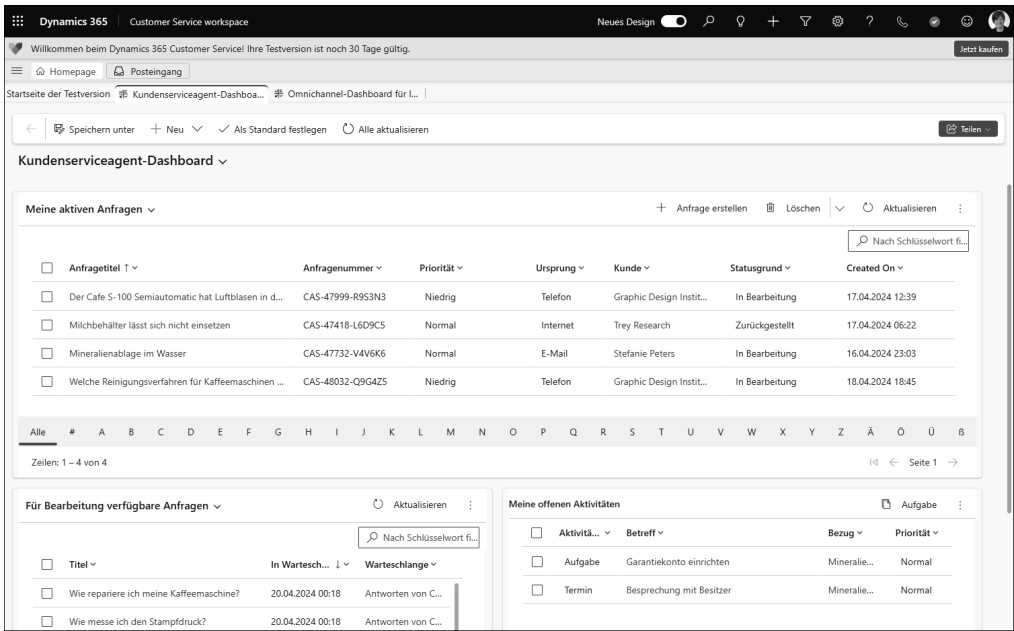 Dynamics 365 Customer Service workspace Neues Design
Willkommen beim Dynamics 365 Customer Service! Ihre Testversion ist noch 30 Tage gültig. Jetzt kaufen
Homepage Posteingang
Startseite der Testversion Kundenserviceagent-Dashboa... Omnichannel-Dashboard für I...
Speichern unter Neu Als Standard festlegen Alle aktualisieren Teilen
Kundenserviceagent-Dashboard
Meine aktiven Anfragen Anfrage erstellen Löschen Aktualisieren
Nach Schlüsselwort fi...
Anfragetitel Anfragenummer Priorität Ursprung Kunde Statusgrund Created On
Der Cafe S-100 Semiautomatic hat Luftblasen in d... CAS-47999-R9S3N3 Niedrig Telefon Graphic Design Instit... In Bearbeitung 17.04.2024 12:39
Milchbehälter lässt sich nicht einsetzen CAS-47418-L6D9C5 Normal Internet Trey Research Zurückgestellt 17.04.2024 06:22
Mineralienablage im Wasser CAS-47732-V4V6K6 Normal E-Mail Stefanie Peters In Bearbeitung 16.04.2024 23:03
Welche Reinigungsverfahren für Kaffeemaschinen ... CAS-48032-Q9G4Z5 Niedrig Telefon Graphic Design Instit... In Bearbeitung 18.04.2024 18:45
Alle # A B C D E F G H I J K L M N O P Q R S T U V W X Y Z Ä Ö Ü ß
Zeilen: 1 – 4 von 4 Seite 1
Für Bearbeitung verfügbare Anfragen Aktualisieren
Nach Schlüsselwort fi...
Titel In Wartesch... Warteschlange
Wie repariere ich meine Kaffeemaschine? 20.04.2024 00:18 Antworten von C...
Wie messe ich den Stampfdruck? 20.04.2024 00:18 Antworten von C...
Meine offenen Aktivitäten Aufgabe
Aktivitä... Betreff Bezug Priorität
Aufgabe Garantiekonto einrichten Mineralie... Normal
Termin Besprechung mit Besitzer Mineralie... Normal